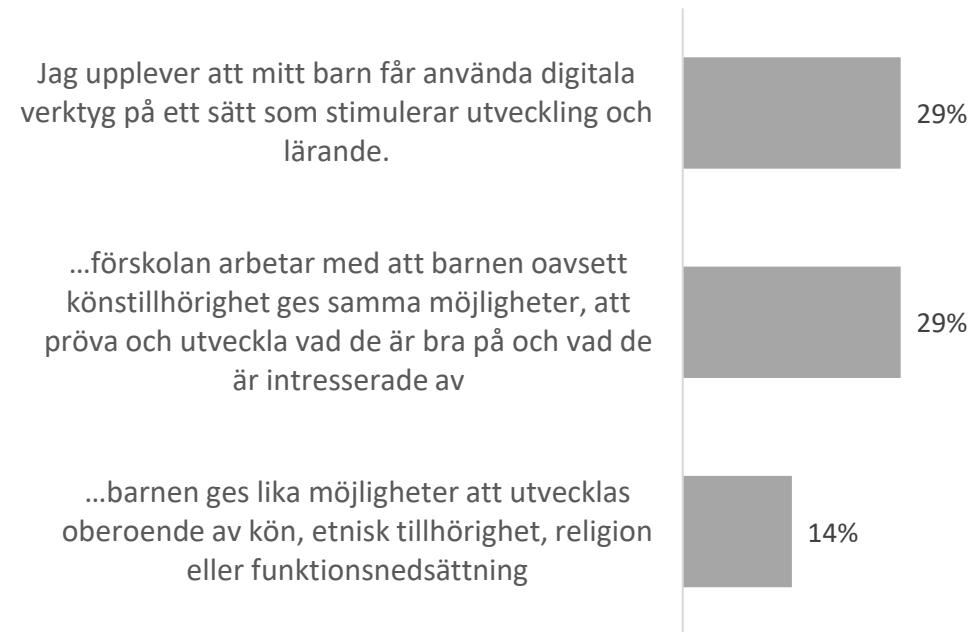 Jag upplever att mitt barn får använda digitala
verktyg på ett sätt som stimulerar utveckling och
lärande.
29%
…förskolan arbetar med att barnen oavsett
könstillhörighet ges samma möjligheter, att
pröva och utveckla vad de är bra på och vad de
är intresserade av
29%
…barnen ges lika möjligheter att utvecklas
oberoende av kön, etnisk tillhörighet, religion
eller funktionsnedsättning
14%